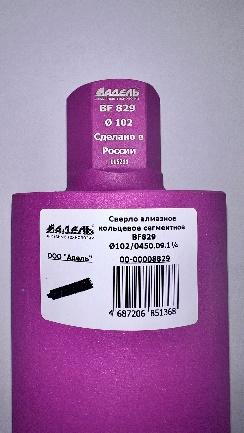 АДЕЛЬ
BF 829
Ø 102
Сделано в
России
АДЕЛЬ
ООО "Адель"
Сверло алмазное
кольцевое сегментное
BF829
Ø102/0450.09.1¼
00-00008829
4 687206 851368